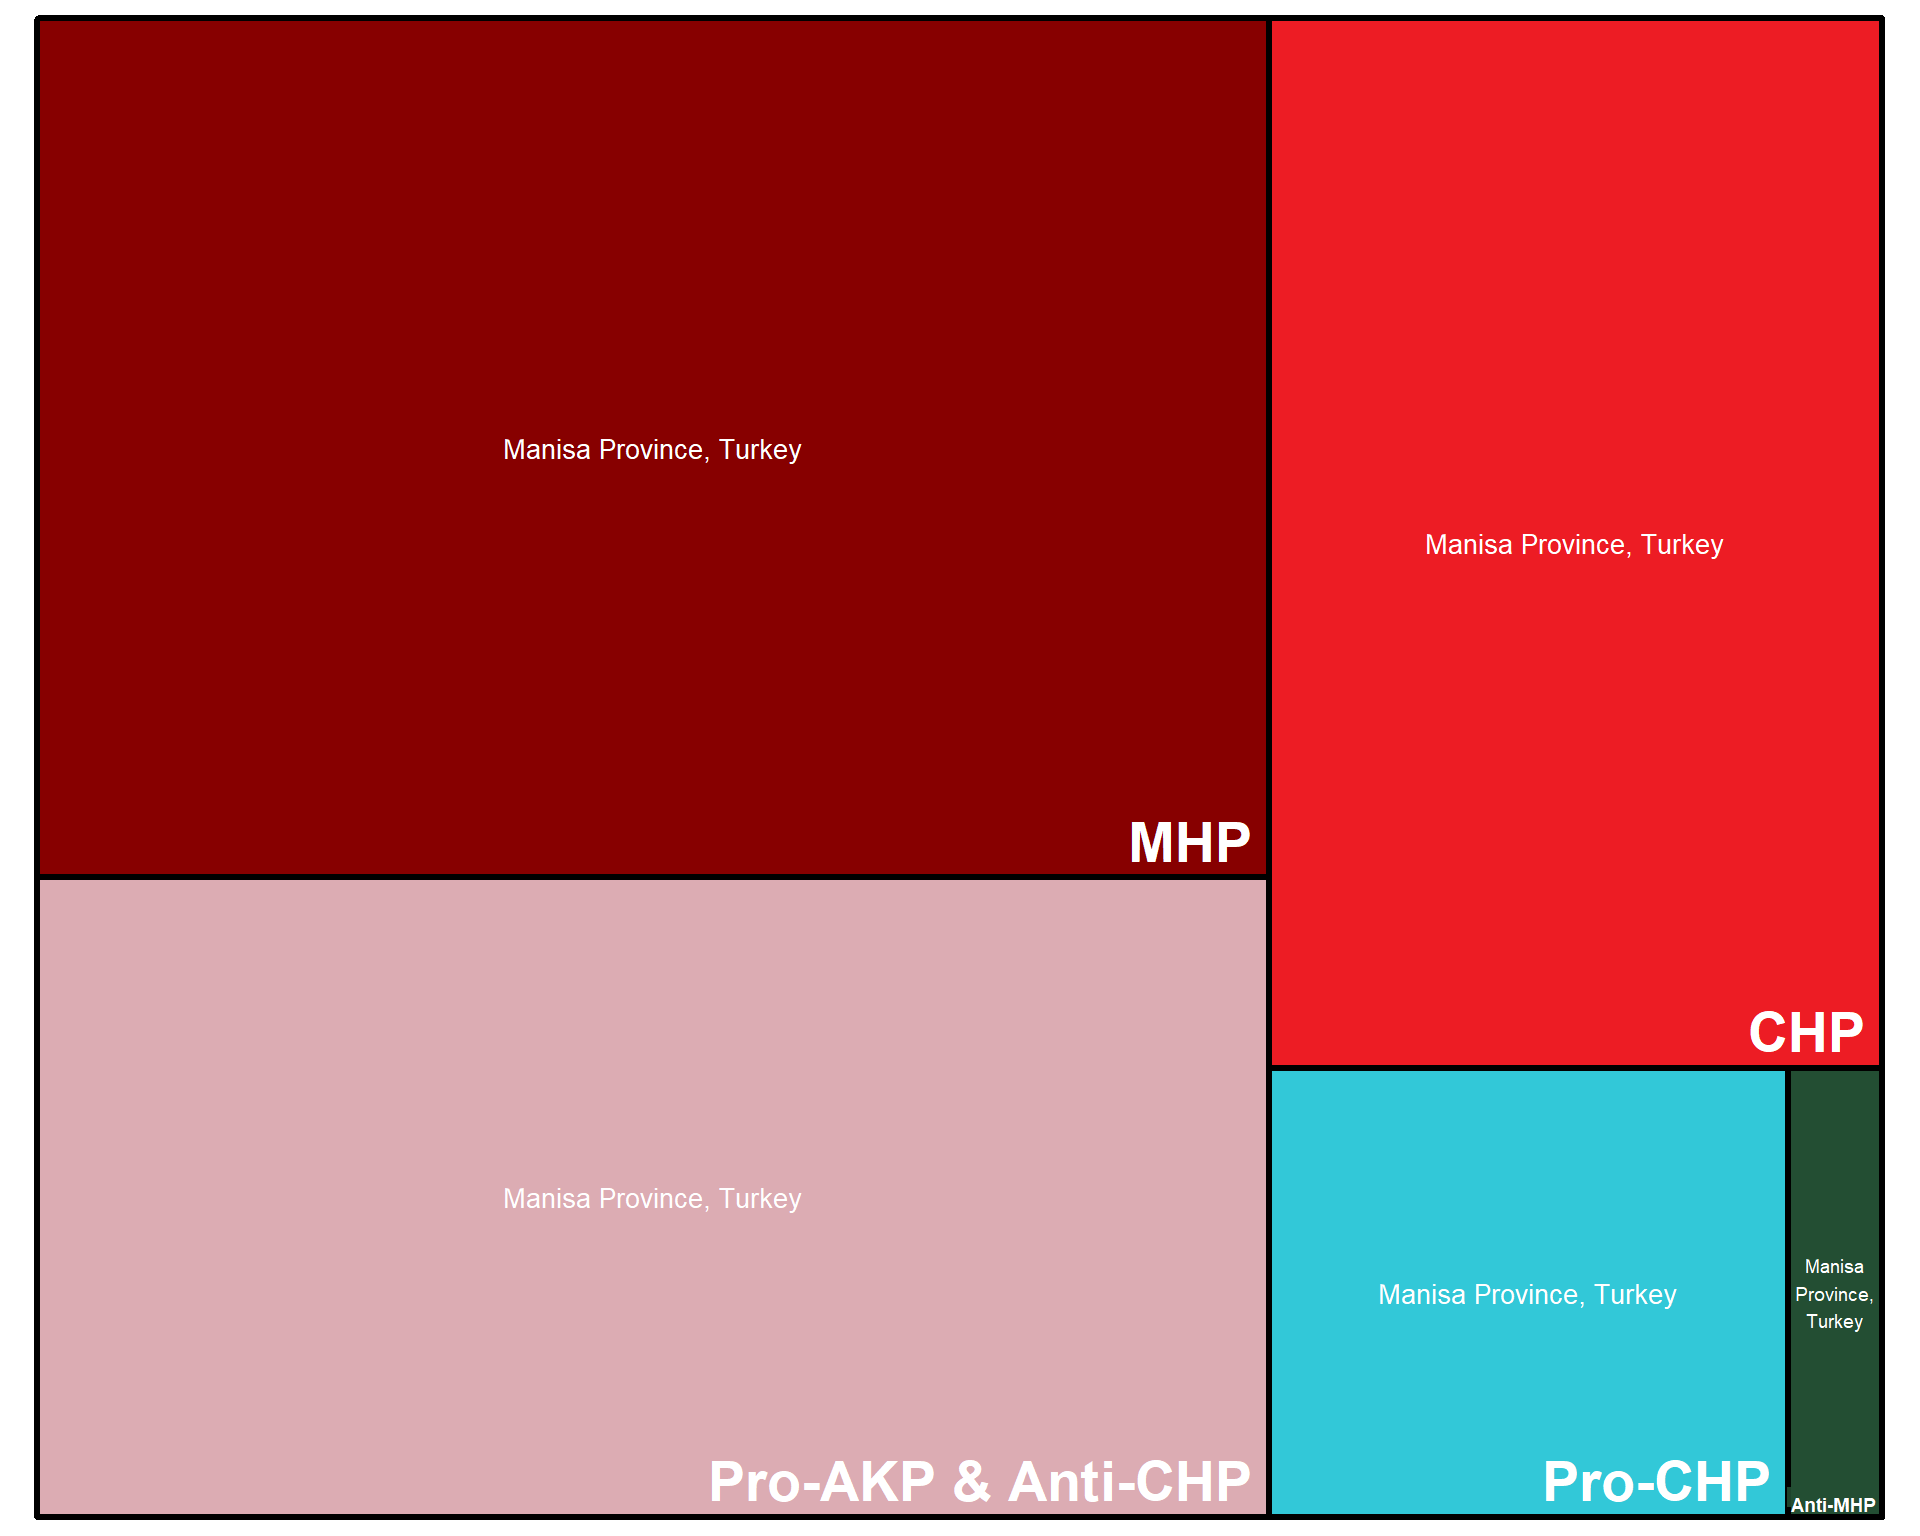 Manisa Province, Turkey
MHP
Manisa Province, Turkey
CHP
Manisa Province, Turkey
Pro-AKP & Anti-CHP
Manisa Province, Turkey
Pro-CHP
Manisa
Province,
Turkey
Anti-MHP